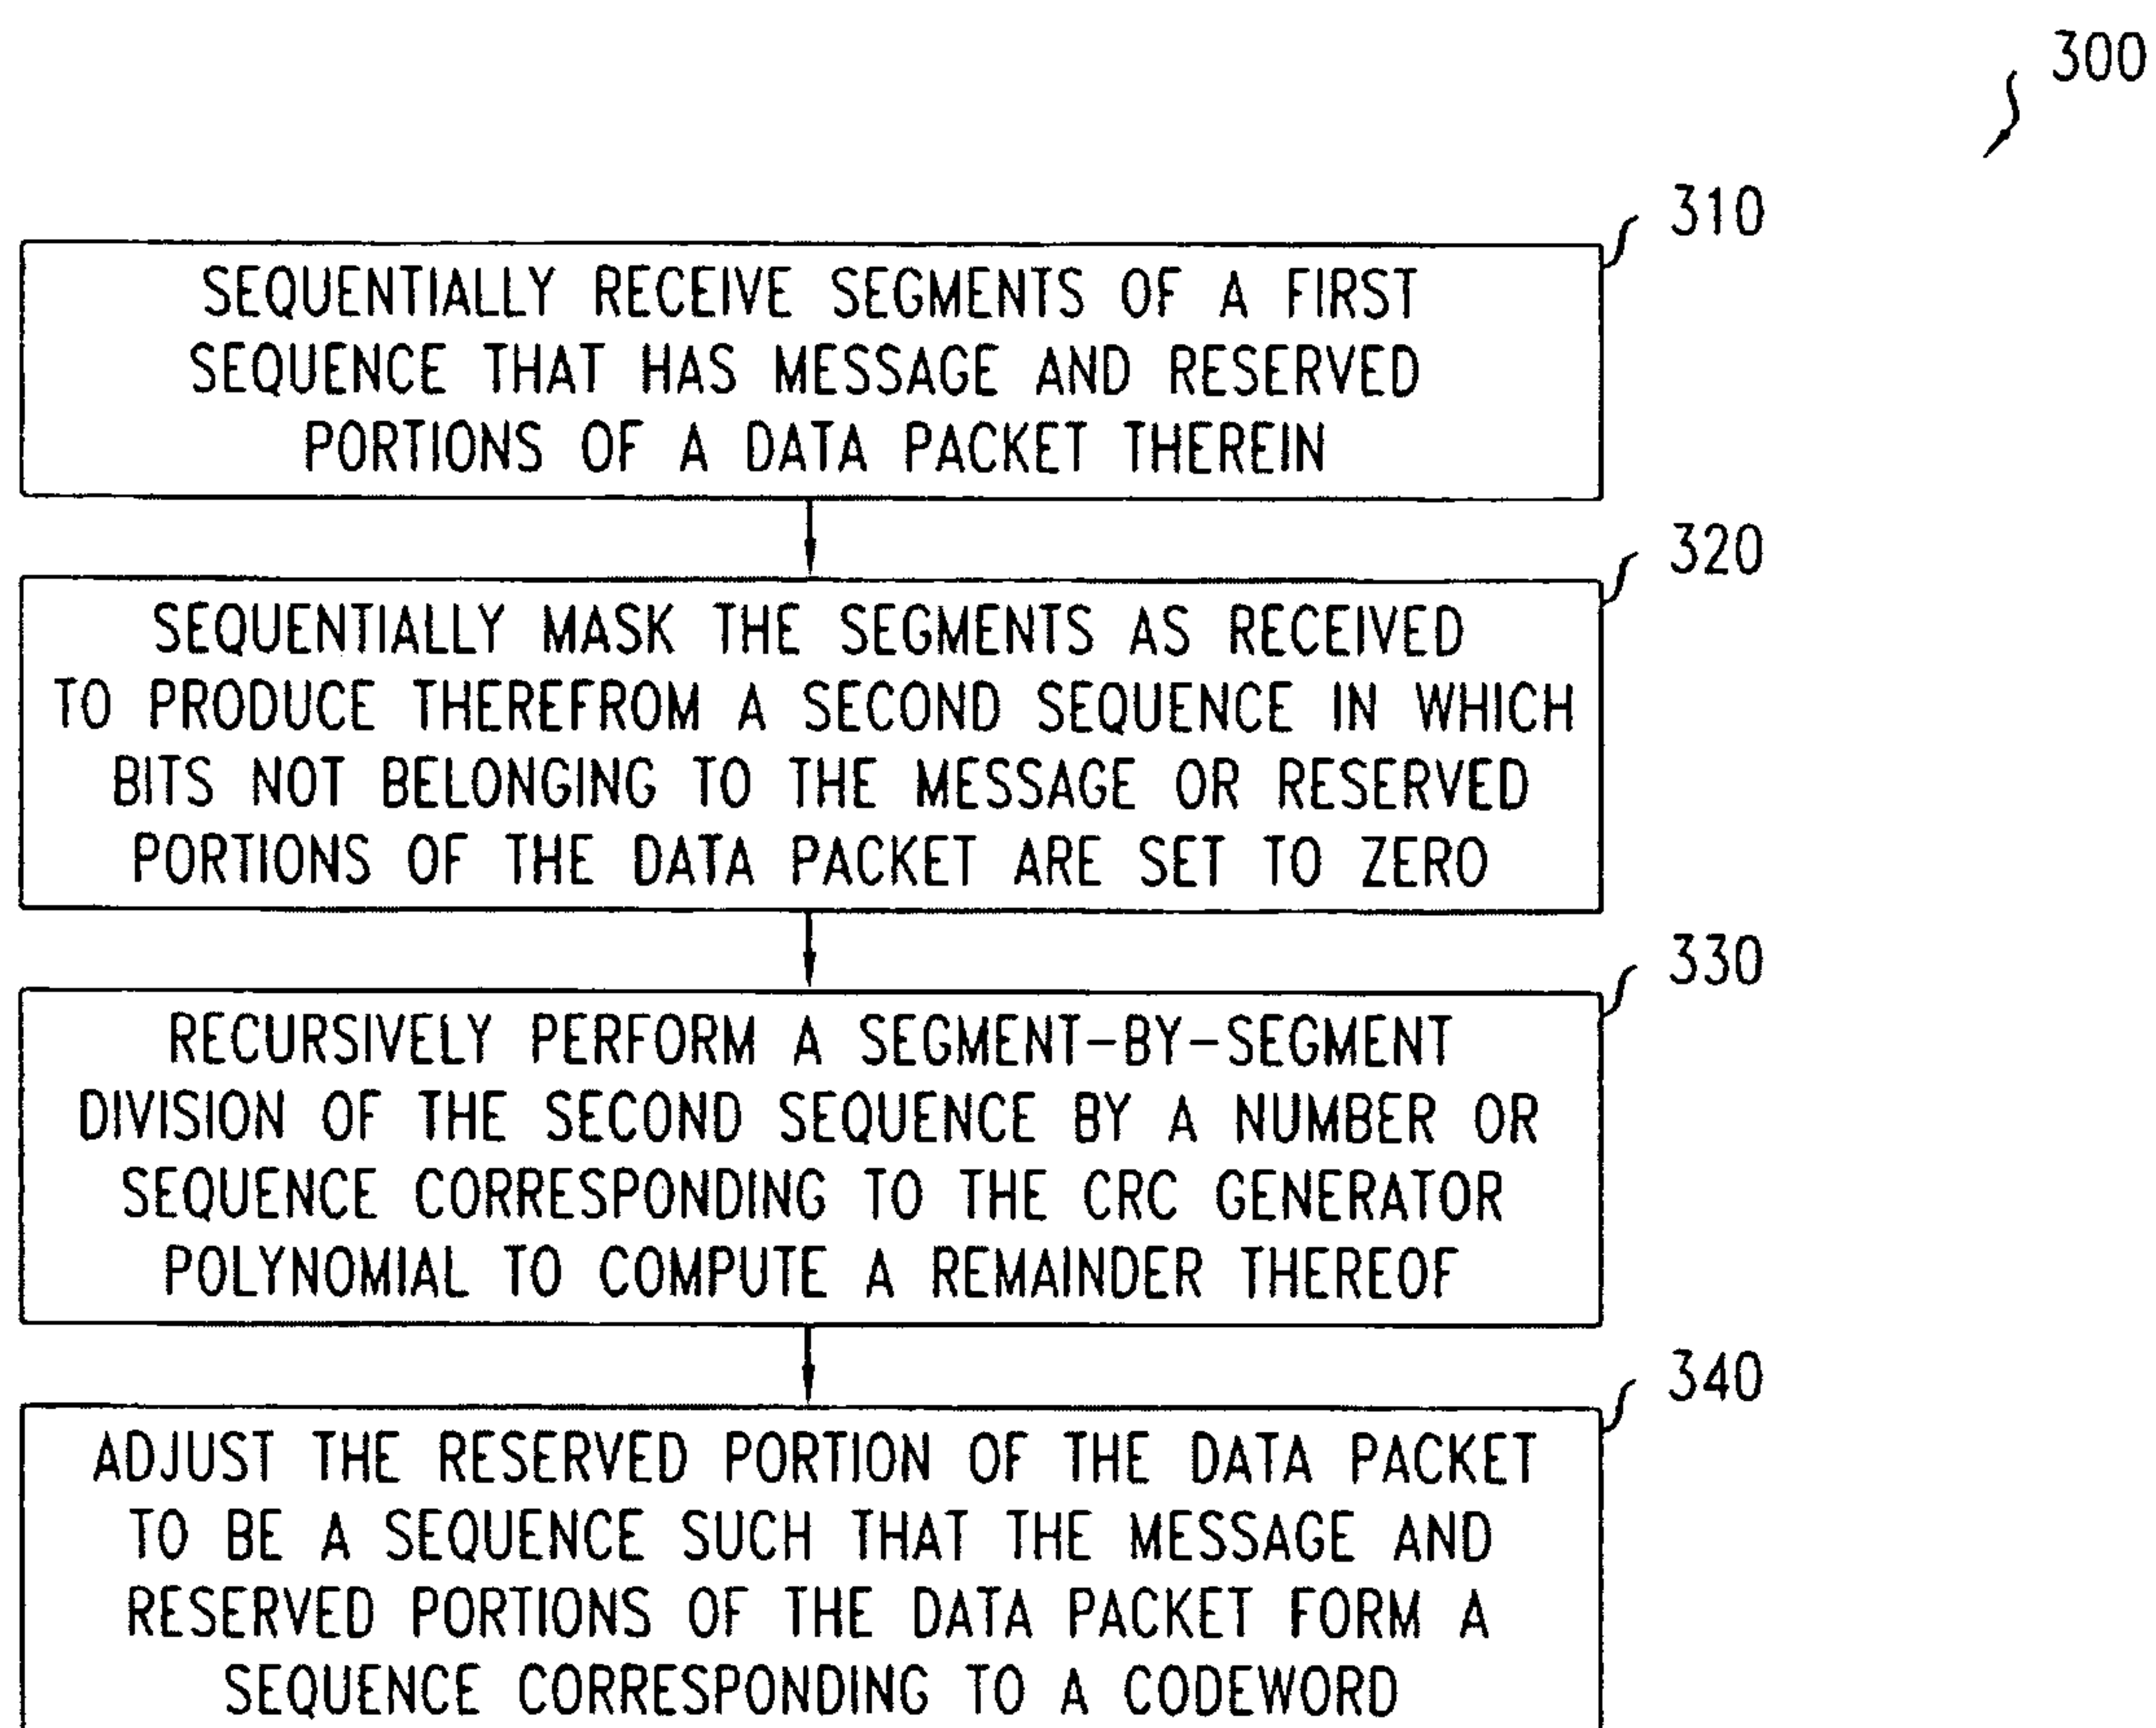 300
310
SEQUENTIALLY RECEIVE SEGMENTS OF A FIRST
SEQUENCE THAT HAS MESSAGE AND RESERVED
PORTIONS OF A DATA PACKET THEREIN
320
SEQUENTIALLY MASK THE SEGMENTS AS RECEIVED
TO PRODUCE THEREFROM A SECOND SEQUENCE IN WHICH
BITS NOT BELONGING TO THE MESSAGE OR RESERVED
PORTIONS OF THE DATA PACKET ARE SET TO ZERO
330
RECURSIVELY PERFORM A SEGMENT-BY-SEGMENT
DIVISION OF THE SECOND SEQUENCE BY A NUMBER OR
SEQUENCE CORRESPONDING TO THE CRC GENERATOR
POLYNOMIAL TO COMPUTE A REMAINDER THEREOF
340
ADJUST THE RESERVED PORTION OF THE DATA PACKET
TO BE A SEQUENCE SUCH THAT THE MESSAGE AND
RESERVED PORTIONS OF THE DATA PACKET FORM A
SEQUENCE CORRESPONDING TO A CODEWORD